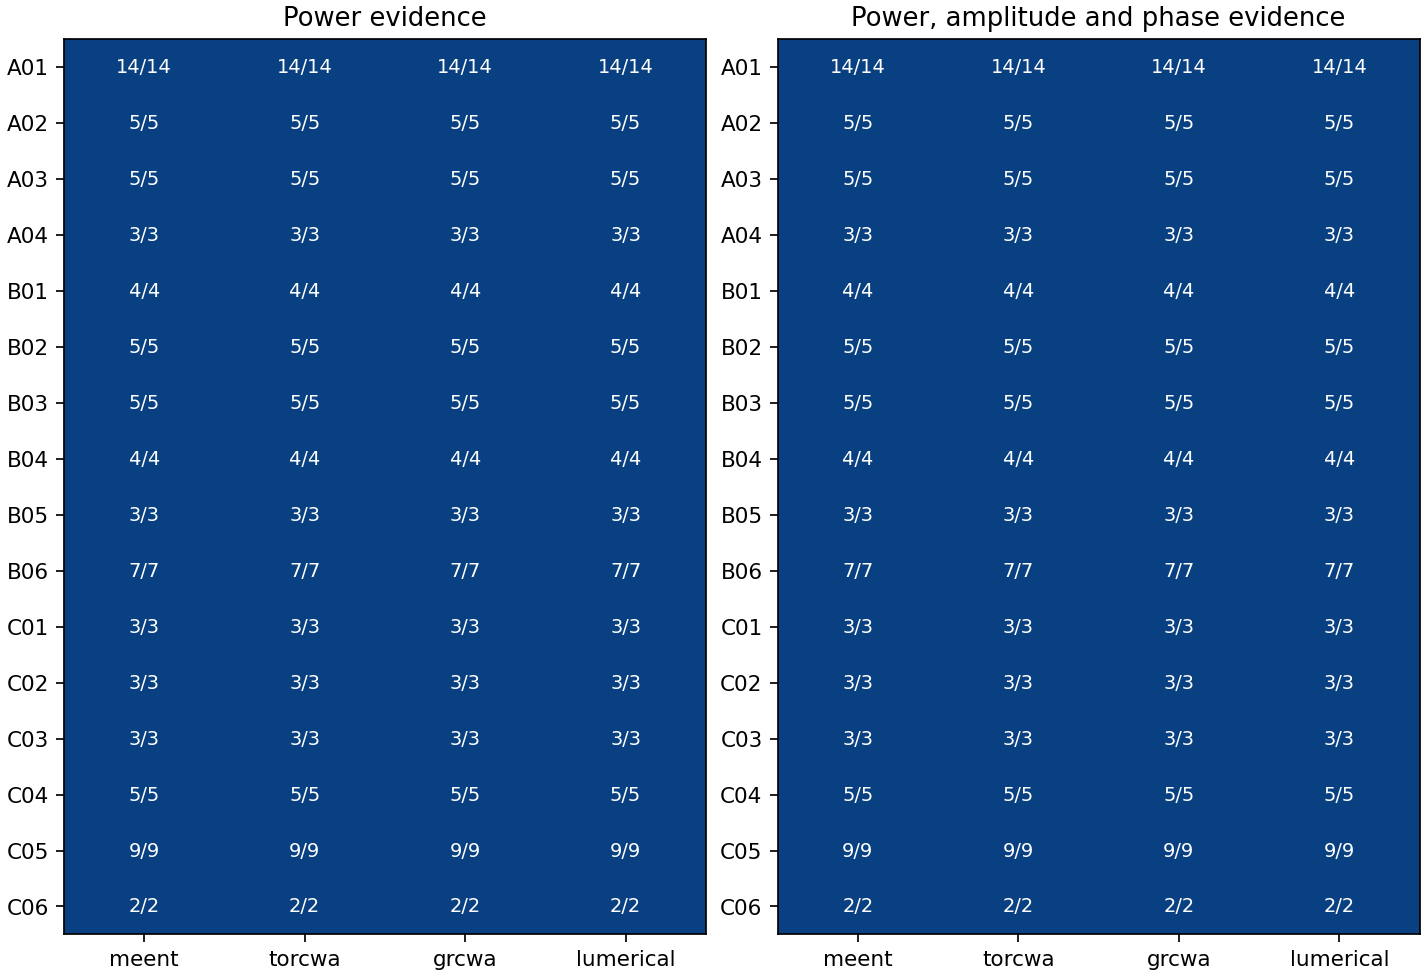 Power evidence
A01 14/14 14/14 14/14 14/14
A02 5/5 5/5 5/5 5/5
A03 5/5 5/5 5/5 5/5
A04 3/3 3/3 3/3 3/3
B01 4/4 4/4 4/4 4/4
B02 5/5 5/5 5/5 5/5
B03 5/5 5/5 5/5 5/5
B04 4/4 4/4 4/4 4/4
B05 3/3 3/3 3/3 3/3
B06 7/7 7/7 7/7 7/7
C01 3/3 3/3 3/3 3/3
C02 3/3 3/3 3/3 3/3
C03 3/3 3/3 3/3 3/3
C04 5/5 5/5 5/5 5/5
C05 9/9 9/9 9/9 9/9
C06 2/2 2/2 2/2 2/2
meent torcwa grcwa lumerical
Power, amplitude and phase evidence
A01 14/14 14/14 14/14 14/14
A02 5/5 5/5 5/5 5/5
A03 5/5 5/5 5/5 5/5
A04 3/3 3/3 3/3 3/3
B01 4/4 4/4 4/4 4/4
B02 5/5 5/5 5/5 5/5
B03 5/5 5/5 5/5 5/5
B04 4/4 4/4 4/4 4/4
B05 3/3 3/3 3/3 3/3
B06 7/7 7/7 7/7 7/7
C01 3/3 3/3 3/3 3/3
C02 3/3 3/3 3/3 3/3
C03 3/3 3/3 3/3 3/3
C04 5/5 5/5 5/5 5/5
C05 9/9 9/9 9/9 9/9
C06 2/2 2/2 2/2 2/2
meent torcwa grcwa lumerical